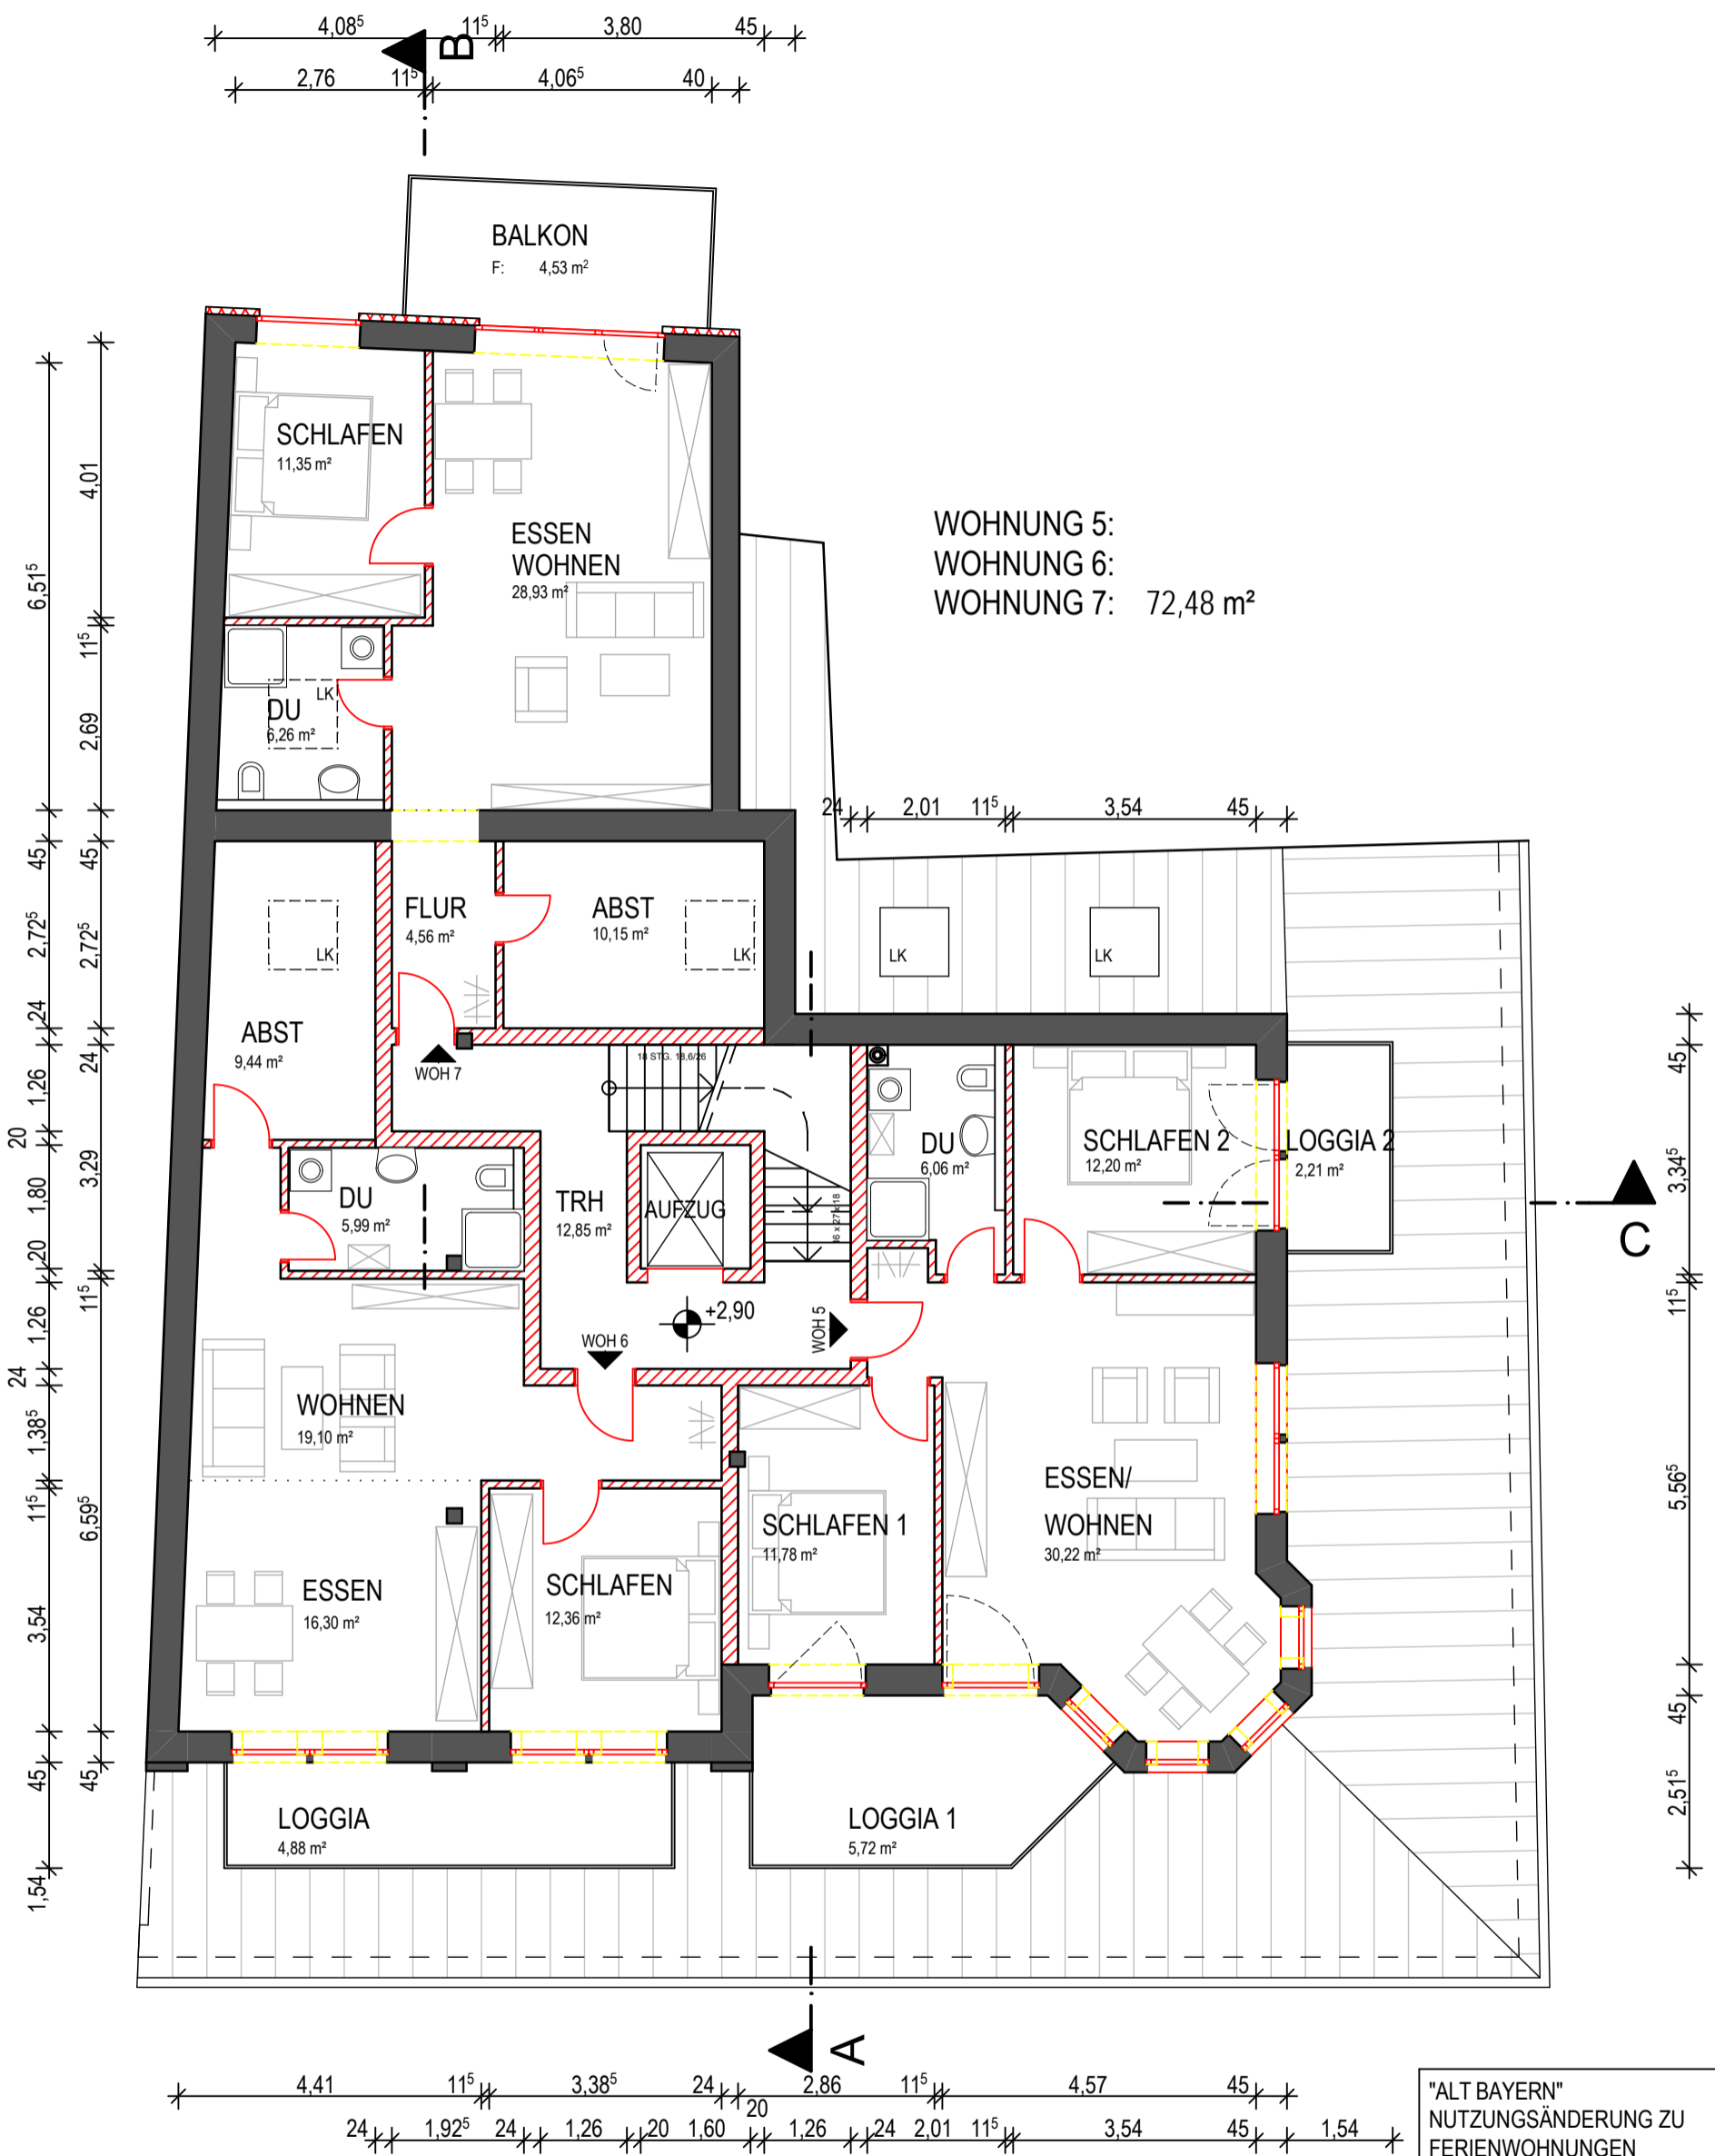 4,08⁵ 11⁵ 3,80 45
B
2,76 11⁵ 4,06⁵ 40
BALKON
F: 4,53 m²
SCHLAFEN
11,35 m²
ESSEN
WOHNEN
28,93 m²
WOHNUNG 5:
WOHNUNG 6:
WOHNUNG 7: 72,48 m²
DU
6,26 m²
LK
24 2,01 11⁵ 3,54 45
FLUR
4,56 m²
ABST
10,15 m²
LK
LK
LK
LK
ABST
9,44 m²
WOH 7
18 STG. 18,6/26
DU
6,06 m²
SCHLAFEN 2
12,20 m²
LOGGIA 2
2,21 m²
C
DU
5,99 m²
TRH
12,85 m²
AUFZUG
16 x 27 x 18
+2,90
WOH 6
WOH 5
WOHNEN
19,10 m²
ESSEN/
WOHNEN
30,22 m²
SCHLAFEN 1
11,78 m²
ESSEN
16,30 m²
SCHLAFEN
12,36 m²
LOGGIA
4,88 m²
LOGGIA 1
5,72 m²
A
6,51⁵
45
2,72⁵
24
1,26
20
1,80
20
1,26
24
1,38⁵
11⁵
3,54
45
1,54
4,01
11⁵
2,69
45
2,72⁵
24
3,29
11⁵
6,59⁵
45
45
3,34⁵
11⁵
5,56⁵
45
2,51⁵
4,41 11⁵ 3,38⁵ 24 2,86 11⁵ 4,57 45
24 1,92⁵ 24 1,26 20 1,60 20 1,26 24 2,01 11⁵ 3,54 45 1,54
"ALT BAYERN"
NUTZUNGSÄNDERUNG ZU
FERIENWOHNUNGEN